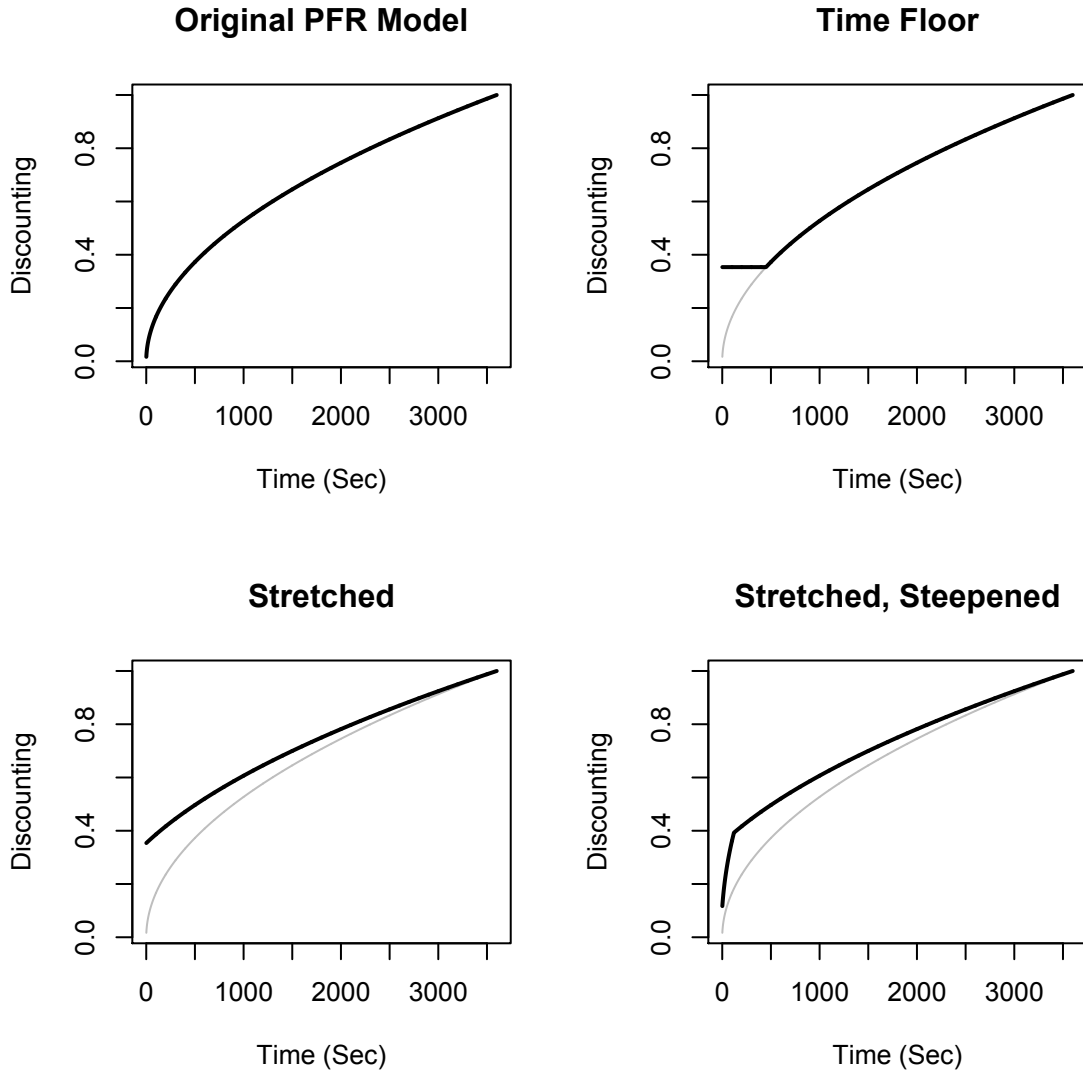 Original PFR Model
Discounting
0.0 0.4 0.8
0 1000 2000 3000
Time (Sec)
Time Floor
Discounting
0.0 0.4 0.8
0 1000 2000 3000
Time (Sec)
Stretched
Discounting
0.0 0.4 0.8
0 1000 2000 3000
Time (Sec)
Stretched, Steepened
Discounting
0.0 0.4 0.8
0 1000 2000 3000
Time (Sec)